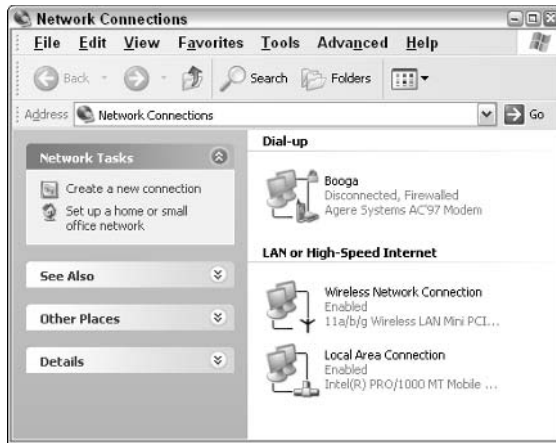 Network Connections
File Edit View Favorites Tools Advanced Help
Back Search Folders
Address Network Connections Go
Network Tasks
Create a new connection
Set up a home or small
office network
See Also
Other Places
Details
Dial-up
Booga
Disconnected, Firewalled
Agere Systems AC'97 Modem
LAN or High-Speed Internet
Wireless Network Connection
Enabled
11a/b/g Wireless LAN Mini PCI...
Local Area Connection
Enabled
Intel(R) PRO/1000 MT Mobile ...